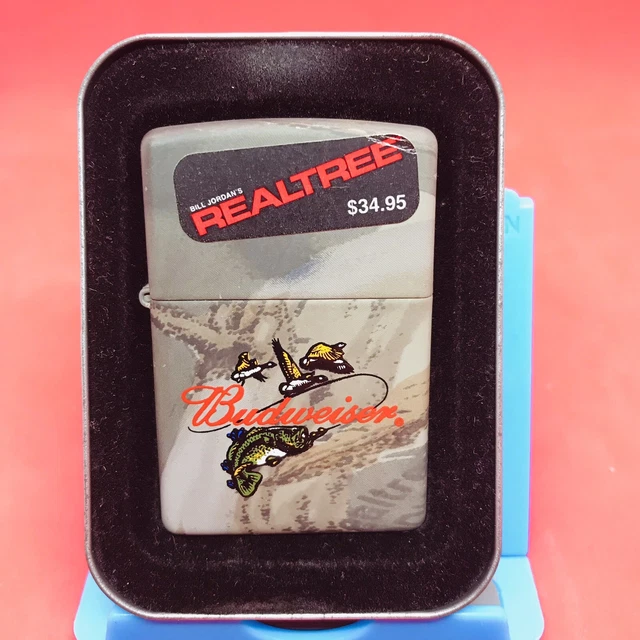 BILL JORDAN'S
REALTREE
$34.95
Budweiser.